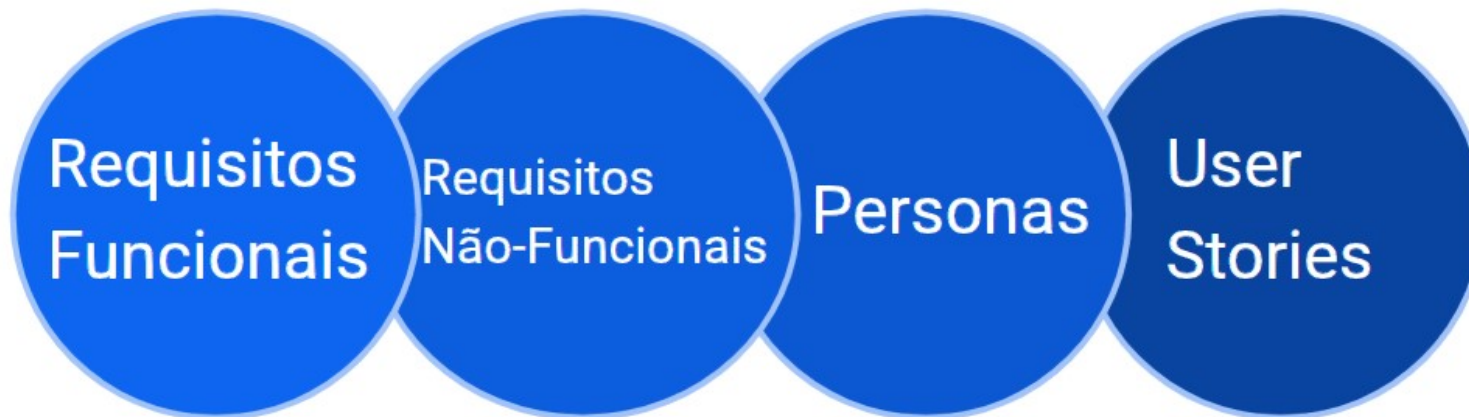 Requisitos
Funcionais
Requisitos
Não-Funcionais
Personas
User
Stories